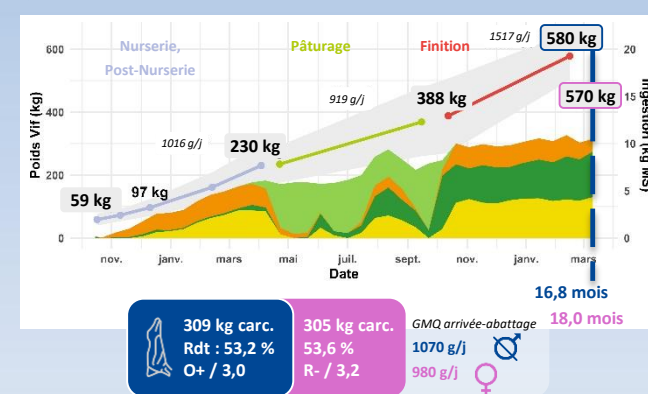 600
400
200
0
Poids Vif (kg)
Nurserie,
Post-Nurserie
Pâturage
Finition
1016 g/j
919 g/j
1517 g/j
59 kg
97 kg
230 kg
388 kg
580 kg
570 kg
20
15
10
5
0
Ingestion (kg MS)
nov.
janv.
mars
mai
juil.
sept.
nov.
janv.
mars
Date
16,8 mois
18,0 mois
309 kg carc.
Rdt : 53,2 %
O+ / 3,0
305 kg carc.
53,6 %
R- / 3,2
GMQ arrivée-abattage
1070 g/j
980 g/j